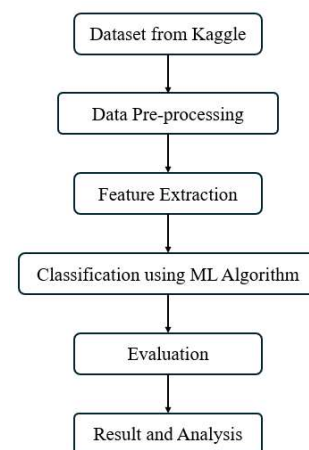 Dataset from Kaggle
Data Pre-processing
Feature Extraction
Classification using ML Algorithm
Evaluation
Result and Analysis